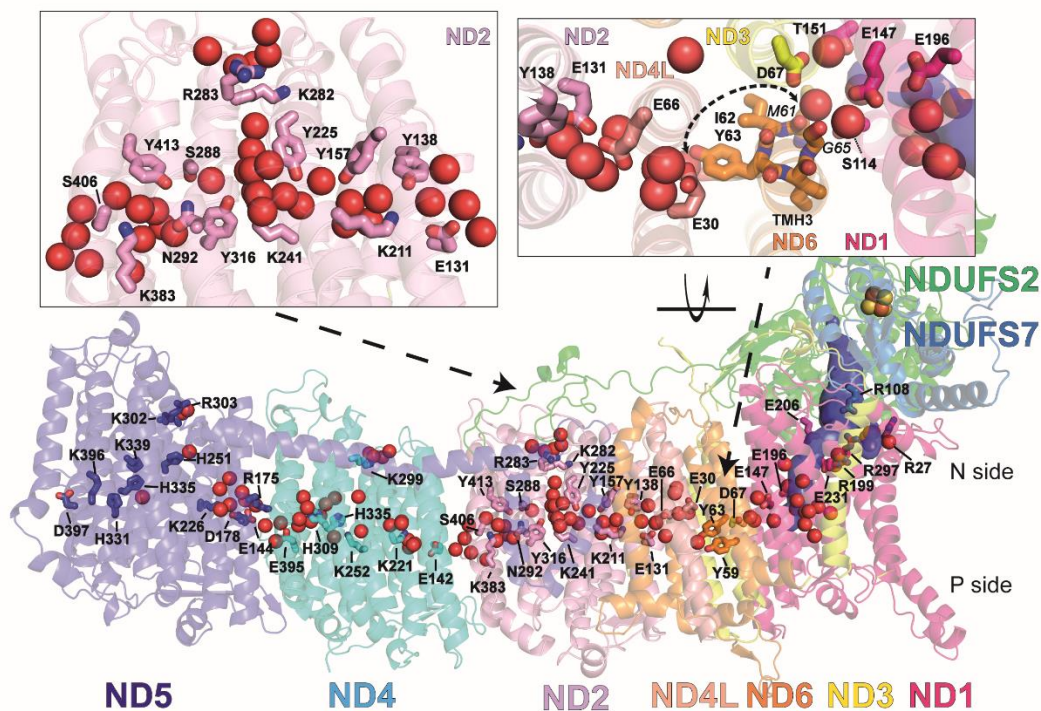 ND2
R283 K282
Y413 S288 Y225 Y157 Y138
S406
N292 Y316 K241 K211 E131
K383
ND2 ND3 T151 E147 E196
Y138 E131 ND4L D67
E66 I62 M61
Y63 G65
S114
E30 TMH3
ND6 ND1
NDUFS2
NDUFS7
R108
K302 R303
K339
K396 H251
H335
R175
D397 H331 K226 D178
E144
E395 H309 H335 K299
K252 K221 E142
R283 K282
Y413 S288 Y225 Y157 Y138 E66 E30
S406
N292 Y316 K241 K211 E131
K383
D67 Y63 Y59
E147 E196 E206
E231 R199 R297 R27
N side
P side
ND5 ND4 ND2 ND4L ND6 ND3 ND1